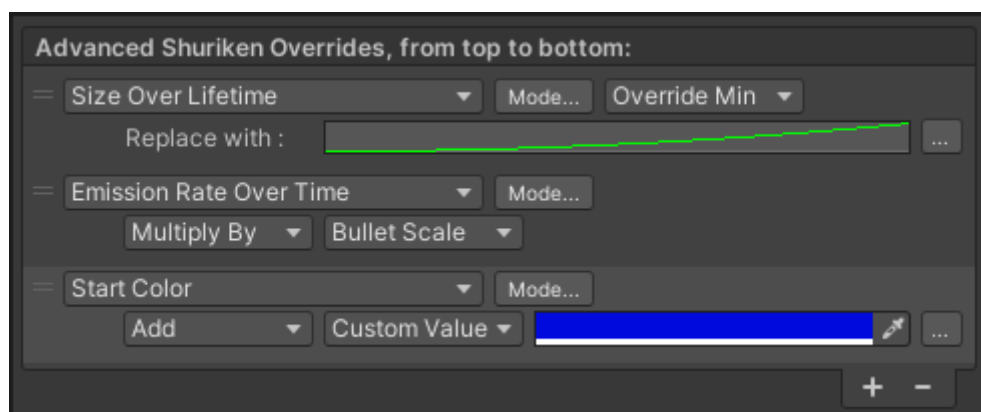 Advanced Shuriken Overrides, from top to bottom:
Size Over Lifetime Mode... Override Min
Replace with : ...
Emission Rate Over Time Mode...
Multiply By Bullet Scale
Start Color Mode...
Add Custom Value ...
+ -